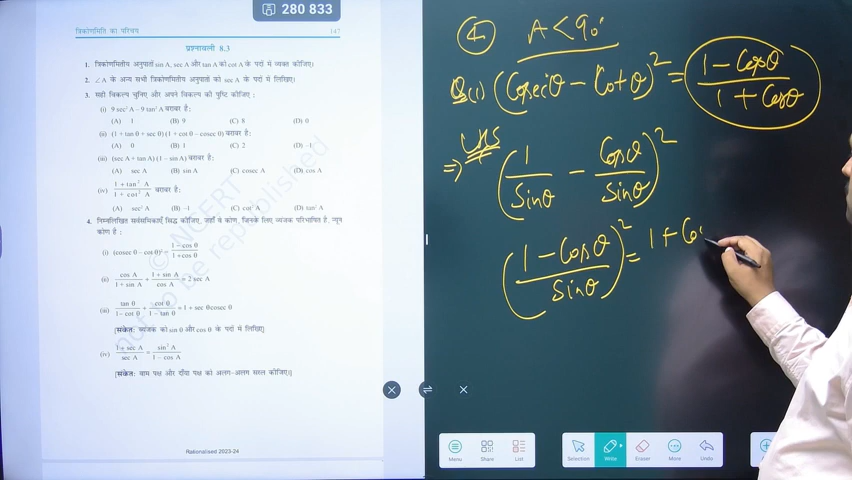 280 833
त्रिकोणमिति का परिचय 147
प्रश्नावली 8.3
1. त्रिकोणमितीय अनुपातों sin A, sec A और tan A को cot A के पदों में व्यक्त कीजिए।
2. ∠A के अन्य सभी त्रिकोणमितीय अनुपातों को sec A के पदों में लिखिए।
3. सही विकल्प चुनिए और अपने विकल्प की पुष्टि कीजिए :
(i) 9 sec² A – 9 tan² A बराबर है:
(A) 1 (B) 9 (C) 8 (D) 0
(ii) (1 + tan θ + sec θ) (1 + cot θ – cosec θ) बराबर है:
(A) 0 (B) 1 (C) 2 (D) –1
(iii) (sec A + tan A) (1 – sin A) बराबर है:
(A) sec A (B) sin A (C) cosec A (D) cos A
(iv) (1 + tan² A)/(1 + cot² A) बराबर है:
(A) sec² A (B) –1 (C) cot² A (D) tan² A
4. निम्नलिखित सर्वसमिकाएँ सिद्ध कीजिए, जहाँ वे कोण, जिनके लिए व्यंजक परिभाषित है, न्यून
कोण है :
(i) (cosec θ – cot θ)² = (1 – cos θ)/(1 + cos θ)
(ii) cos A/(1 + sin A) + (1 + sin A)/cos A = 2 sec A
(iii) tan θ/(1 – cot θ) + cot θ/(1 – tan θ) = 1 + sec θ cosec θ
[संकेत: व्यंजक को sin θ और cos θ के पदों में लिखिए]
(iv) (1 + sec A)/sec A = sin² A/(1 – cos A)
[संकेत: वाम पक्ष और दाँया पक्ष को अलग-अलग सरल कीजिए।]
Rationalised 2023-24
© NCERT
not to be republished
④ A < 90°
Q(i) (Cosecθ – Cotθ)² = (1 – Cosθ)/(1 + Cosθ)
⇒ LHS (1/Sinθ – Cosθ/Sinθ)²
((1 – Cosθ)/Sinθ)² = 1 + Cos
Menu Share List Selection Write Eraser More Undo